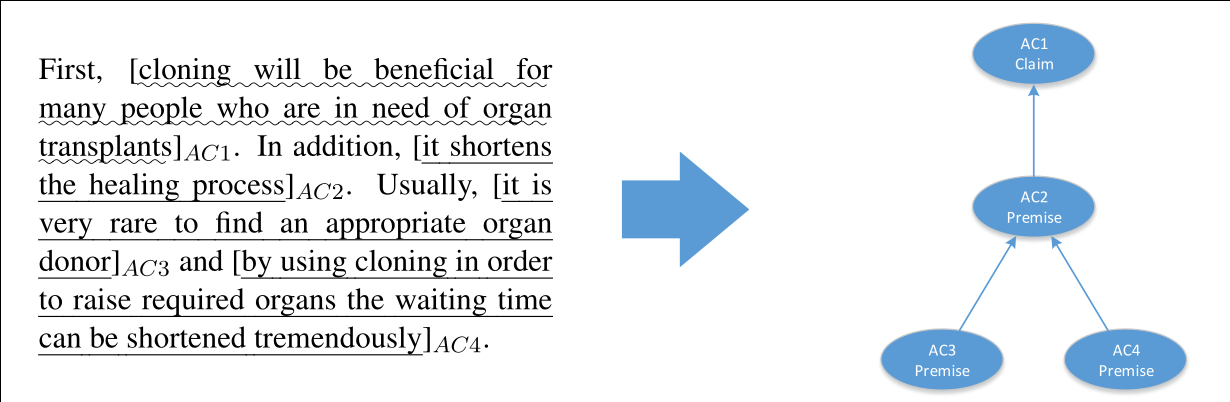 First, [cloning will be beneficial for
many people who are in need of organ
transplants]AC1. In addition, [it shortens
the healing process]AC2. Usually, [it is
very rare to find an appropriate organ
donor]AC3 and [by using cloning in order
to raise required organs the waiting time
can be shortened tremendously]AC4.
AC1
Claim
AC2
Premise
AC3
Premise
AC4
Premise